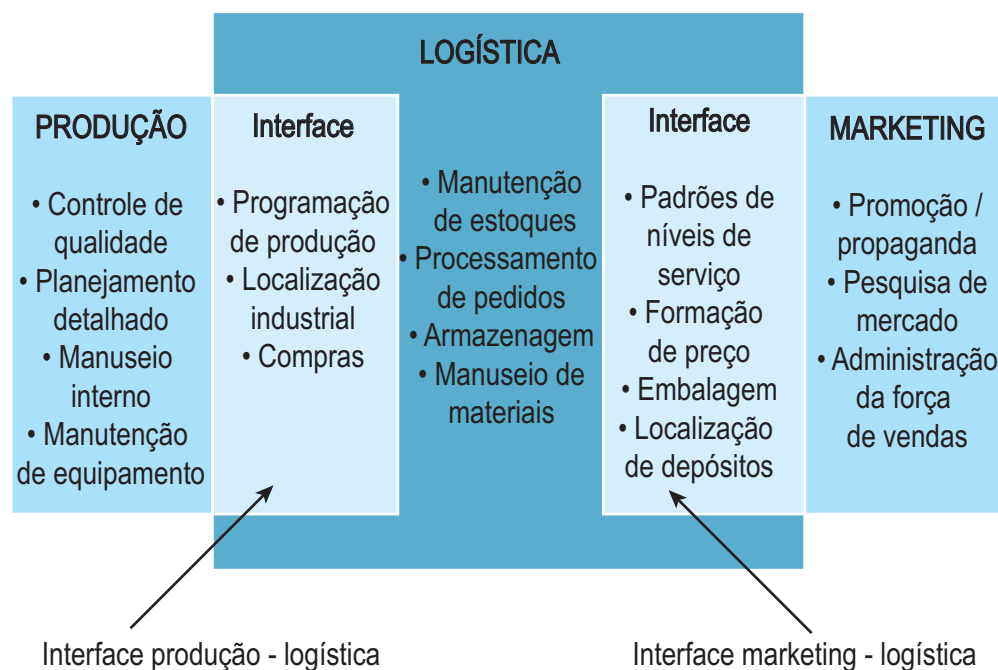 LOGÍSTICA
PRODUÇÃO
• Controle de
qualidade
• Planejamento
detalhado
• Manuseio
interno
• Manutenção
de equipamento
Interface
• Programação
de produção
• Localização
industrial
• Compras
• Manutenção
de estoques
• Processamento
de pedidos
• Armazenagem
• Manuseio de
materiais
Interface
• Padrões de
níveis de
serviço
• Formação
de preço
• Embalagem
• Localização
de depósitos
MARKETING
• Promoção /
propaganda
• Pesquisa de
mercado
• Administração
da força
de vendas
Interface produção - logística
Interface marketing - logística